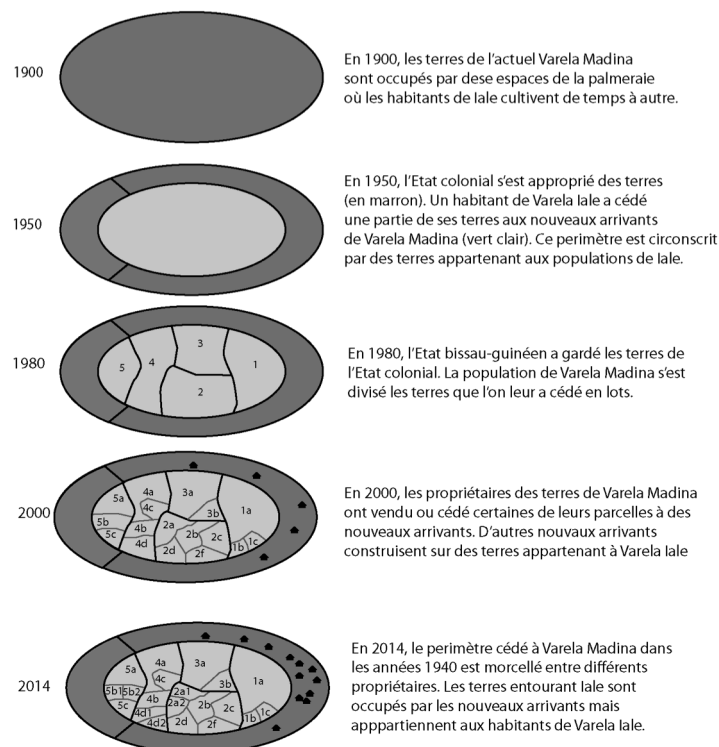 1900
En 1900, les terres de l'actuel Varela Madina
sont occupés par dese espaces de la palmeraie
où les habitants de Iale cultivent de temps à autre.
1950
En 1950, l'Etat colonial s'est approprié des terres
(en marron). Un habitant de Varela Iale a cédé
une partie de ses terres aux nouveaux arrivants
de Varela Madina (vert clair). Ce perimètre est circonscrit
par des terres appartenant aux populations de Iale.
1980
5 4 3 2 1
En 1980, l'Etat bissau-guinéen a gardé les terres de
l'Etat colonial. La population de Varela Madina s'est
divisé les terres que l'on leur a cédé en lots.
2000
5a 4a 3a 1a
4c 3b
5b 4b 2a 2b 2c
5c 4d 2d 2f 1b 1c
En 2000, les propriétaires des terres de Varela Madina
ont vendu ou cédé certaines de leurs parcelles à des
nouveaux arrivants. D'autres nouvaux arrivants
construisent sur des terres appartenant à Varela Iale
2014
5a 4a 3a 1a
4c 3b
5b1 5b2 4b 2a1 2a2 2b 2c
5c 4d1 4d2 2d 2f 1b 1c
En 2014, le perimètre cédé à Varela Madina dans
les années 1940 est morcellé entre différents
propriétaires. Les terres entourant Iale sont
occupés par les nouveaux arrivants mais
apppartiennent aux habitants de Varela Iale.